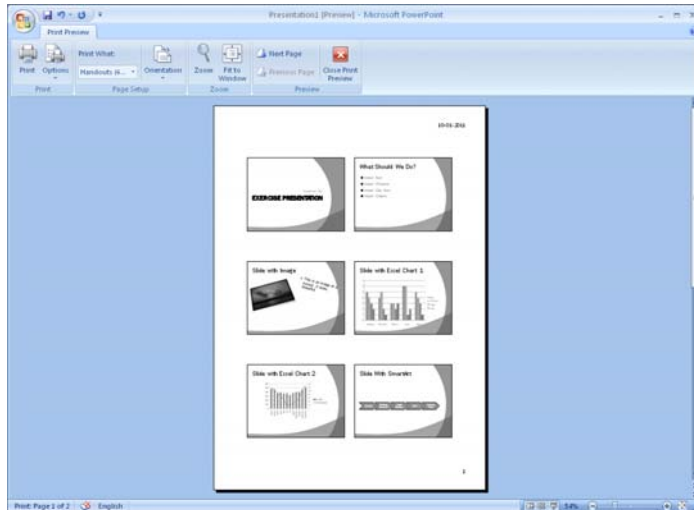 Presentation1 [Preview] - Microsoft PowerPoint
Print Preview
Print What:
Next Page
Handouts (6...
Previous Page
Print
Options
Orientation
Zoom
Fit to
Window
Close Print
Preview
Print
Page Setup
Zoom
Preview
EXERCISE PRESENTATION
What Should We Do?
Slide with Image
Slide with Excel Chart 1
Slide with Excel Chart 2
Slide With SmartArt
Print: Page 1 of 2
English
54%